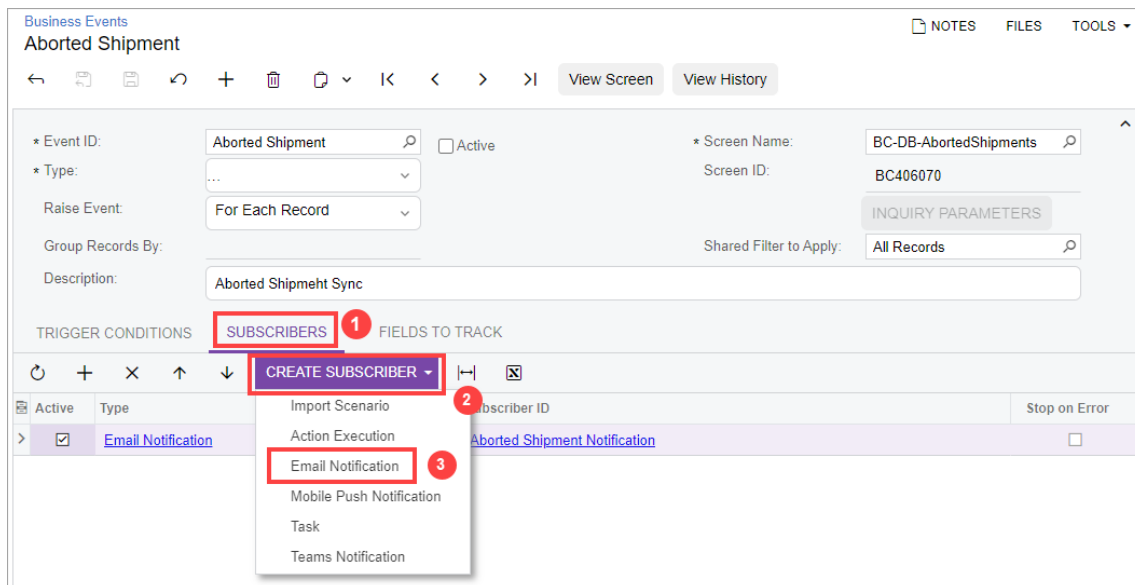 Business Events
Aborted Shipment
NOTES FILES TOOLS
View Screen View History
* Event ID: Aborted Shipment Active * Screen Name: BC-DB-AbortedShipments
* Type: ... Screen ID: BC406070
Raise Event: For Each Record INQUIRY PARAMETERS
Group Records By: Shared Filter to Apply: All Records
Description: Aborted Shipmeht Sync
TRIGGER CONDITIONS SUBSCRIBERS 1 FIELDS TO TRACK
CREATE SUBSCRIBER 2
Active Type ubscriber ID Stop on Error
Email Notification Aborted Shipment Notification
Import Scenario
Action Execution
Email Notification 3
Mobile Push Notification
Task
Teams Notification